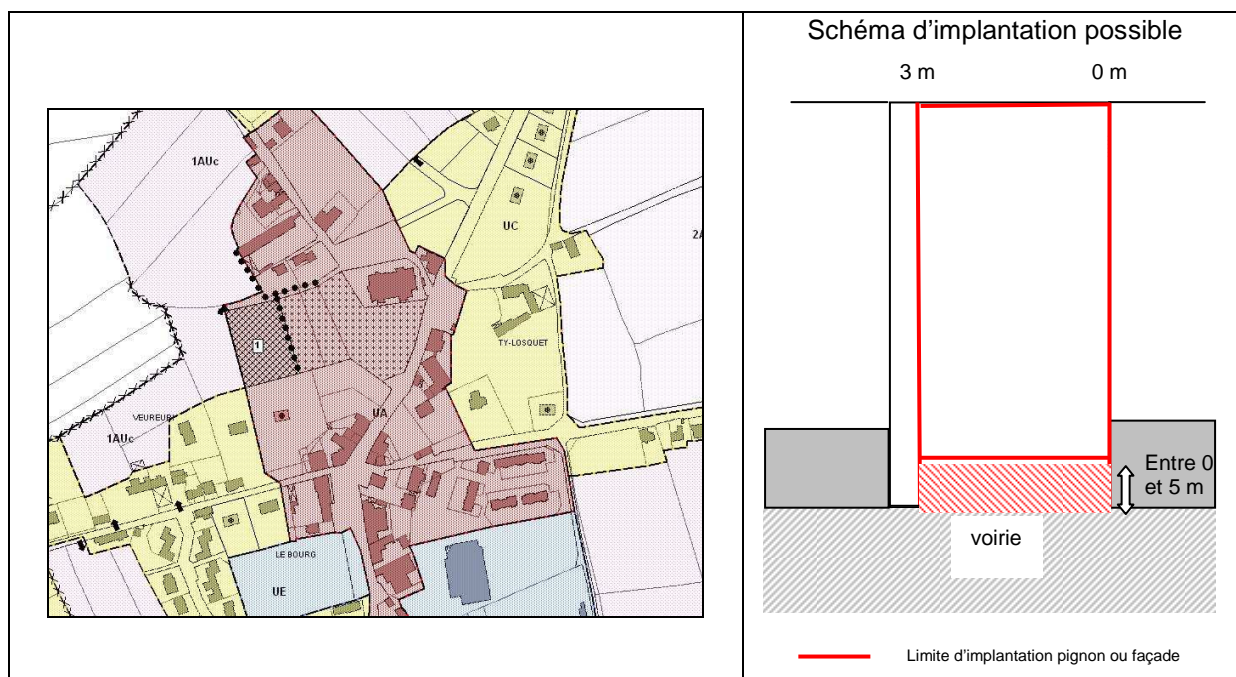 1AUc
UC
2A
1
TY-LOSQUET
VEUREURY
1AUc
UA
LE BOURG
UE
Schéma d'implantation possible
3 m 0 m
Entre 0
et 5 m
voirie
Limite d'implantation pignon ou façade